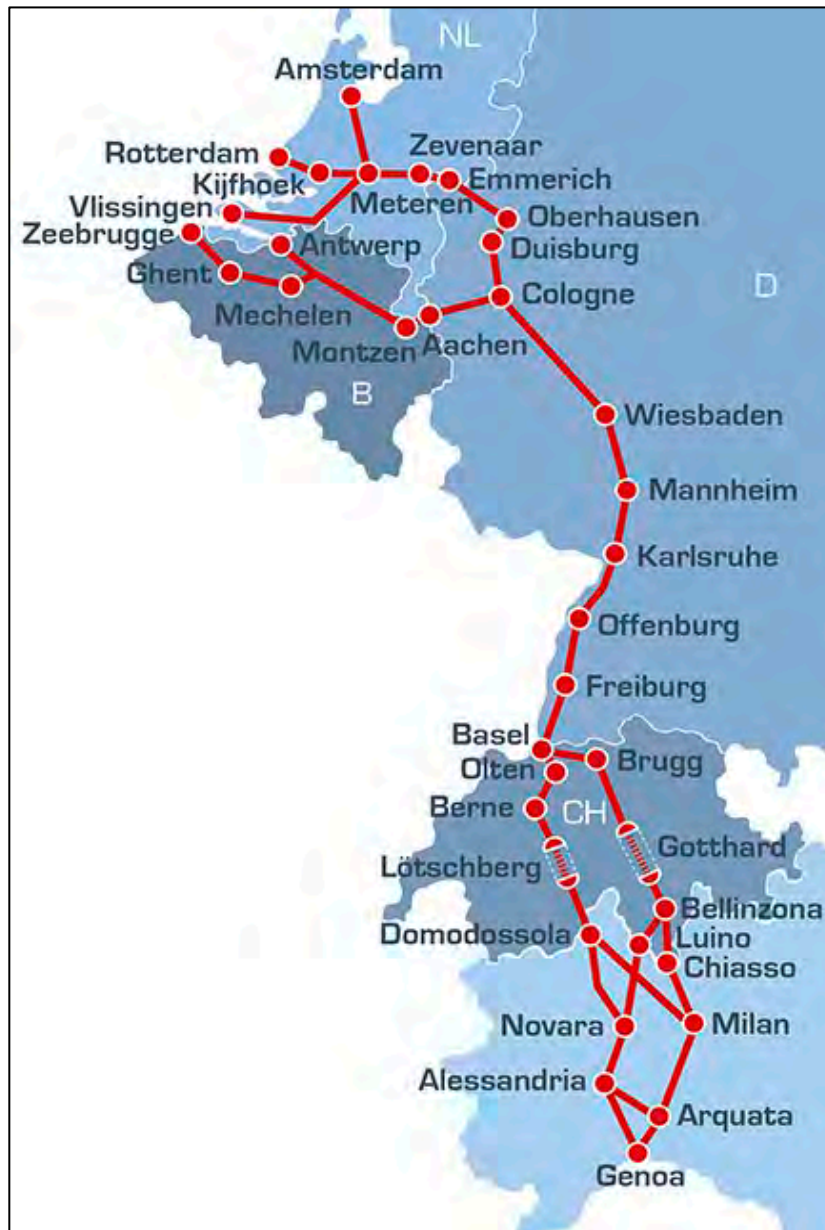 NL
Amsterdam
Rotterdam
Zevenaar
Kijfhoek
Emmerich
Meteren
Vlissingen
Oberhausen
Zeebrugge
Antwerp
Duisburg
Ghent
Cologne
D
Mechelen
Aachen
Montzen
B
Wiesbaden
Mannheim
Karlsruhe
Offenburg
Freiburg
Basel
Brugg
Olten
Berne
CH
Gotthard
Lötschberg
Bellinzona
Domodossola
Luino
Chiasso
Novara
Milan
Alessandria
Arquata
Genoa